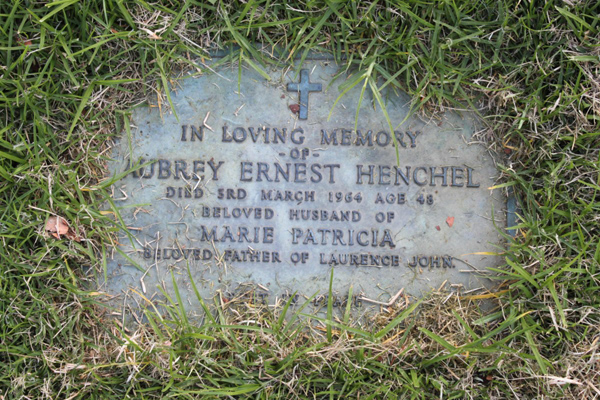 IN LOVING MEMORY
-OF-
AUBREY ERNEST HENCHEL
DIED 3RD MARCH 1964 AGE 48
BELOVED HUSBAND OF
MARIE PATRICIA
BELOVED FATHER OF LAURENCE JOHN.